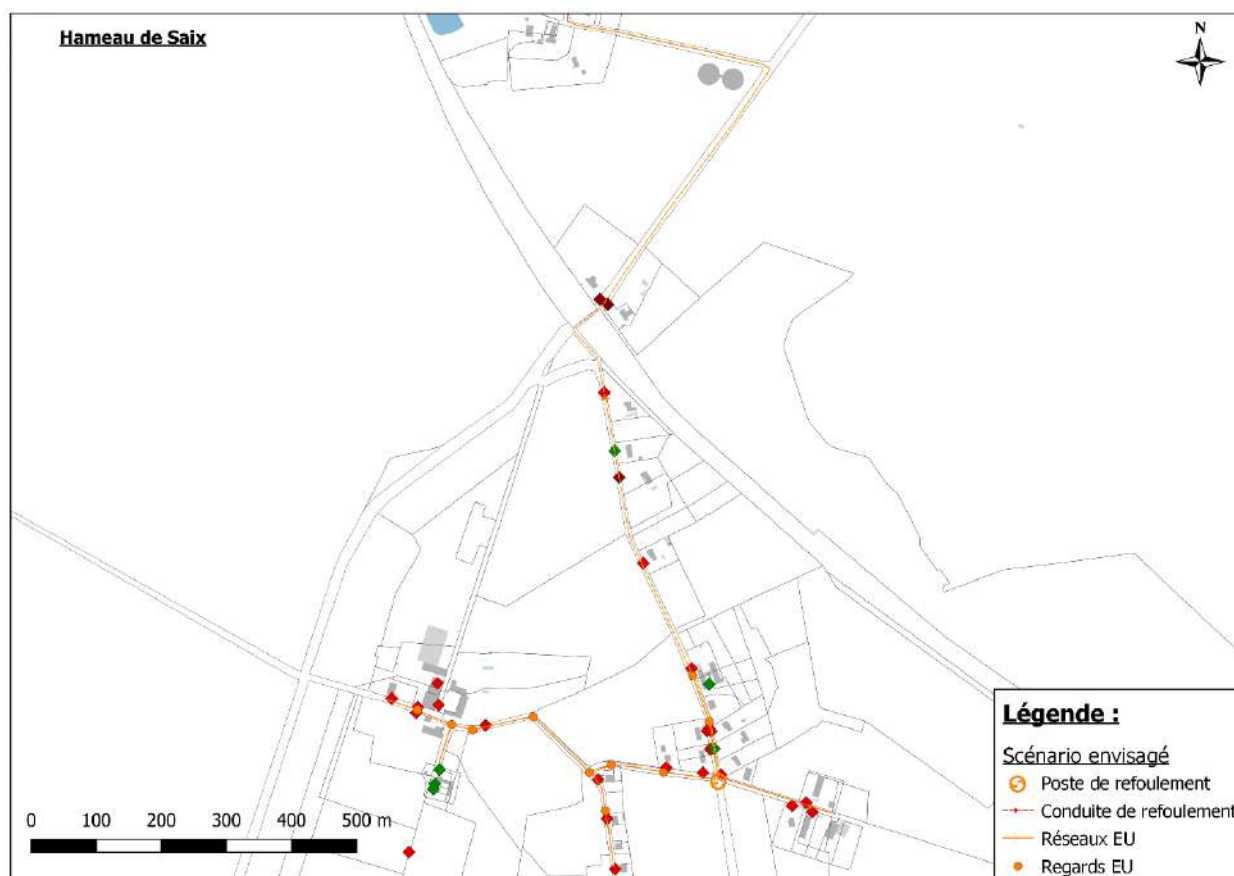 Hameau de Saix
N
Légende :
Scénario envisagé
Poste de refoulement
Conduite de refoulement
Réseaux EU
Regards EU
0 100 200 300 400 500 m